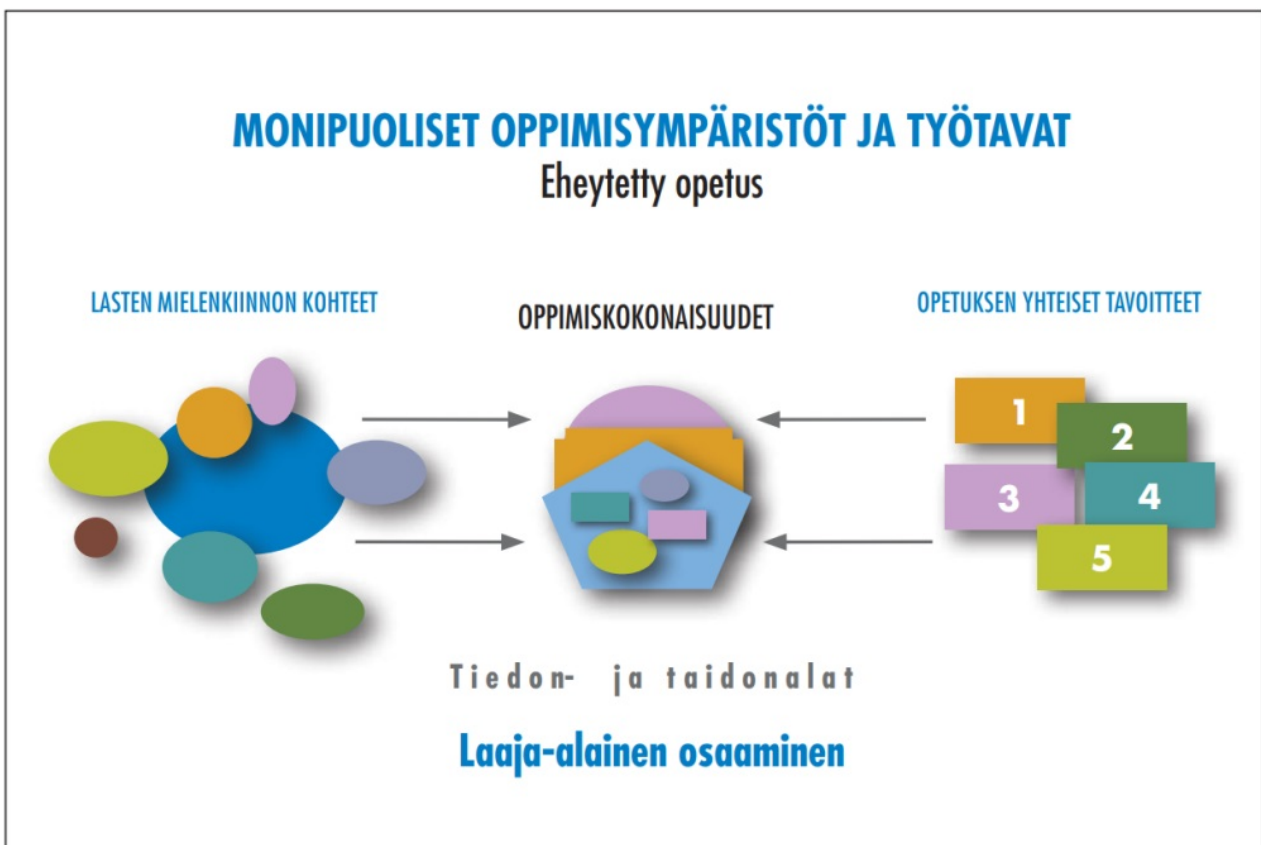 MONIPUOLISET OPPIMISYMPÄRISTÖT JA TYÖTAVAT
Eheytetty opetus
LASTEN MIELENKIINNON KOHTEET
OPPIMISKOKONAISUUDET
OPETUKSEN YHTEISET TAVOITTEET
1
2
3
4
5
Tiedon- ja taidonalat
Laaja-alainen osaaminen